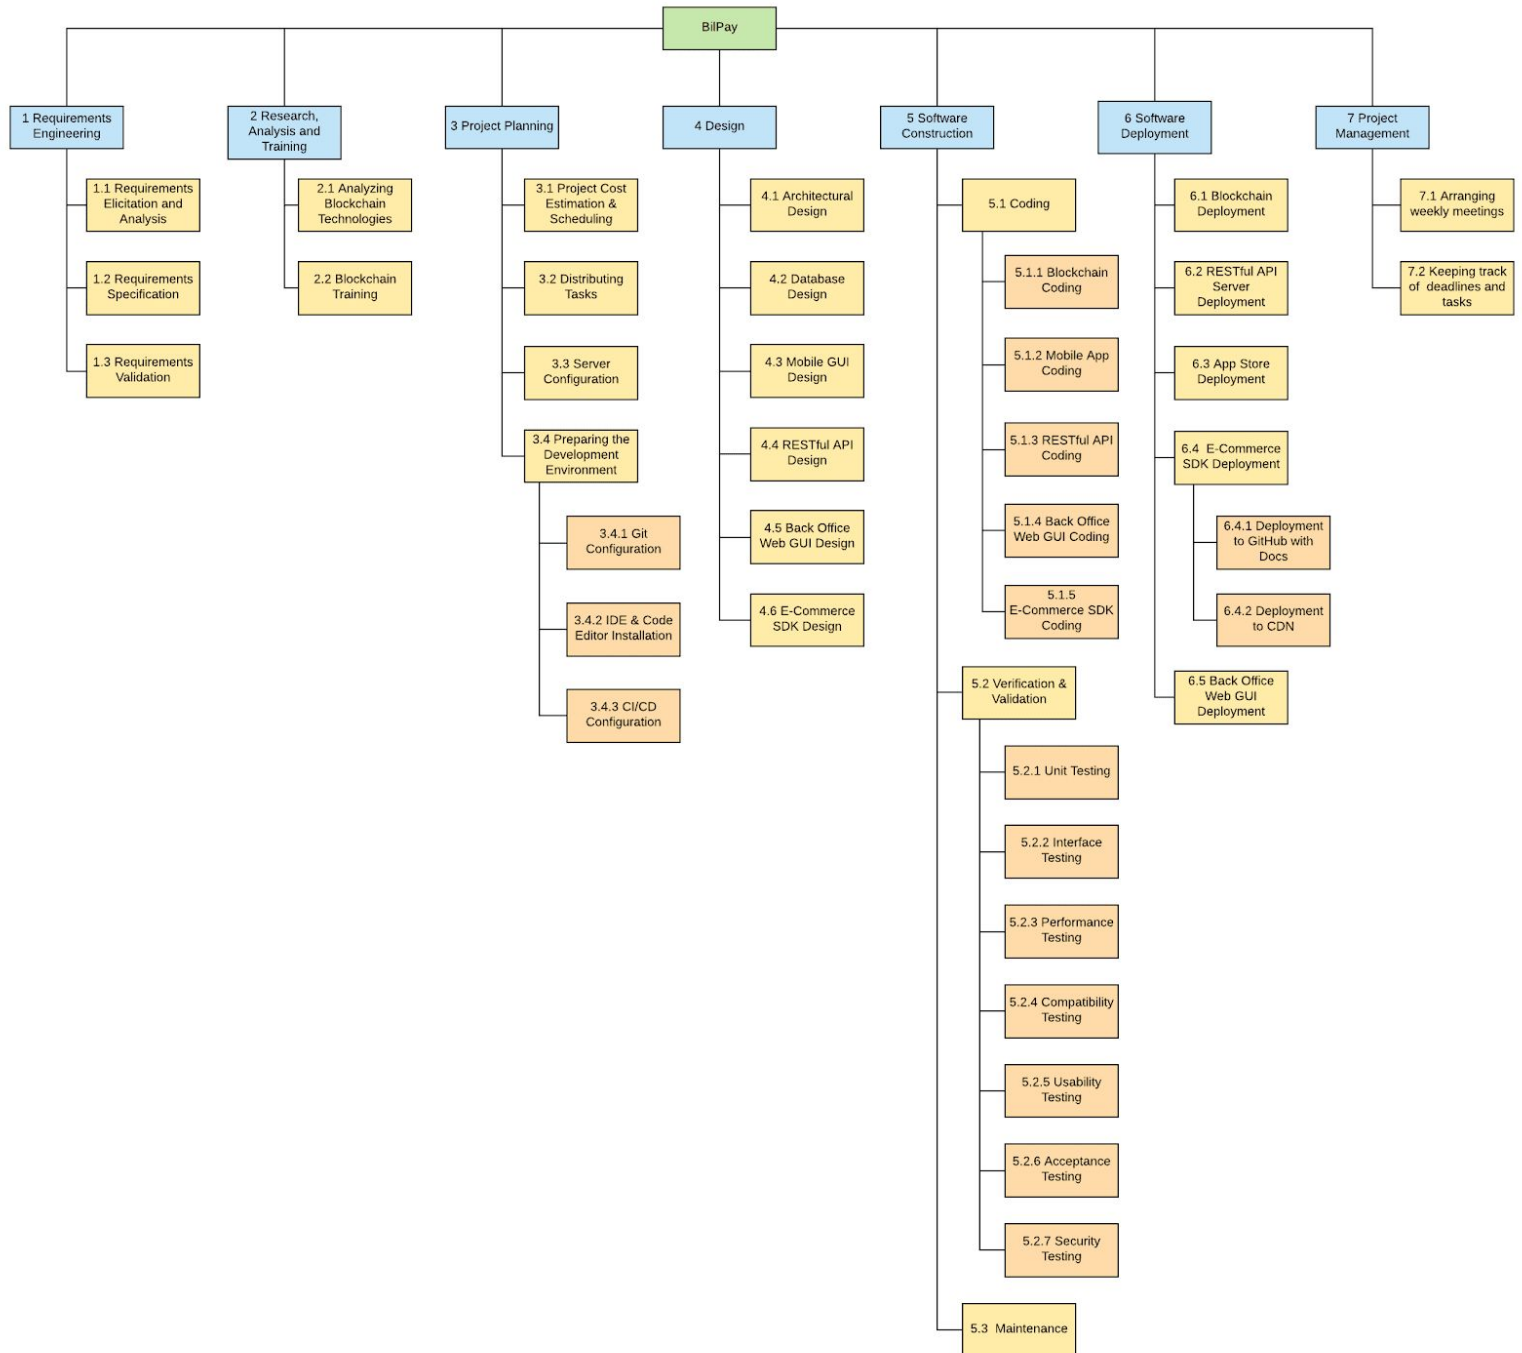 BilPay
1 Requirements
Engineering
2 Research,
Analysis and
Training
3 Project Planning
4 Design
5 Software
Construction
6 Software
Deployment
7 Project
Management
1.1 Requirements
Elicitation and
Analysis
1.2 Requirements
Specification
1.3 Requirements
Validation
2.1 Analyzing
Blockchain
Technologies
2.2 Blockchain
Training
3.1 Project Cost
Estimation &
Scheduling
3.2 Distributing
Tasks
3.3 Server
Configuration
3.4 Preparing the
Development
Environment
3.4.1 Git
Configuration
3.4.2 IDE & Code
Editor Installation
3.4.3 CI/CD
Configuration
4.1 Architectural
Design
4.2 Database
Design
4.3 Mobile GUI
Design
4.4 RESTful API
Design
4.5 Back Office
Web GUI Design
4.6 E-Commerce
SDK Design
5.1 Coding
5.1.1 Blockchain
Coding
5.1.2 Mobile App
Coding
5.1.3 RESTful API
Coding
5.1.4 Back Office
Web GUI Coding
5.1.5
E-Commerce SDK
Coding
5.2 Verification &
Validation
5.2.1 Unit Testing
5.2.2 Interface
Testing
5.2.3 Performance
Testing
5.2.4 Compatibility
Testing
5.2.5 Usability
Testing
5.2.6 Acceptance
Testing
5.2.7 Security
Testing
5.3 Maintenance
6.1 Blockchain
Deployment
6.2 RESTful API
Server
Deployment
6.3 App Store
Deployment
6.4 E-Commerce
SDK Deployment
6.4.1 Deployment
to GitHub with
Docs
6.4.2 Deployment
to CDN
6.5 Back Office
Web GUI
Deployment
7.1 Arranging
weekly meetings
7.2 Keeping track
of deadlines and
tasks